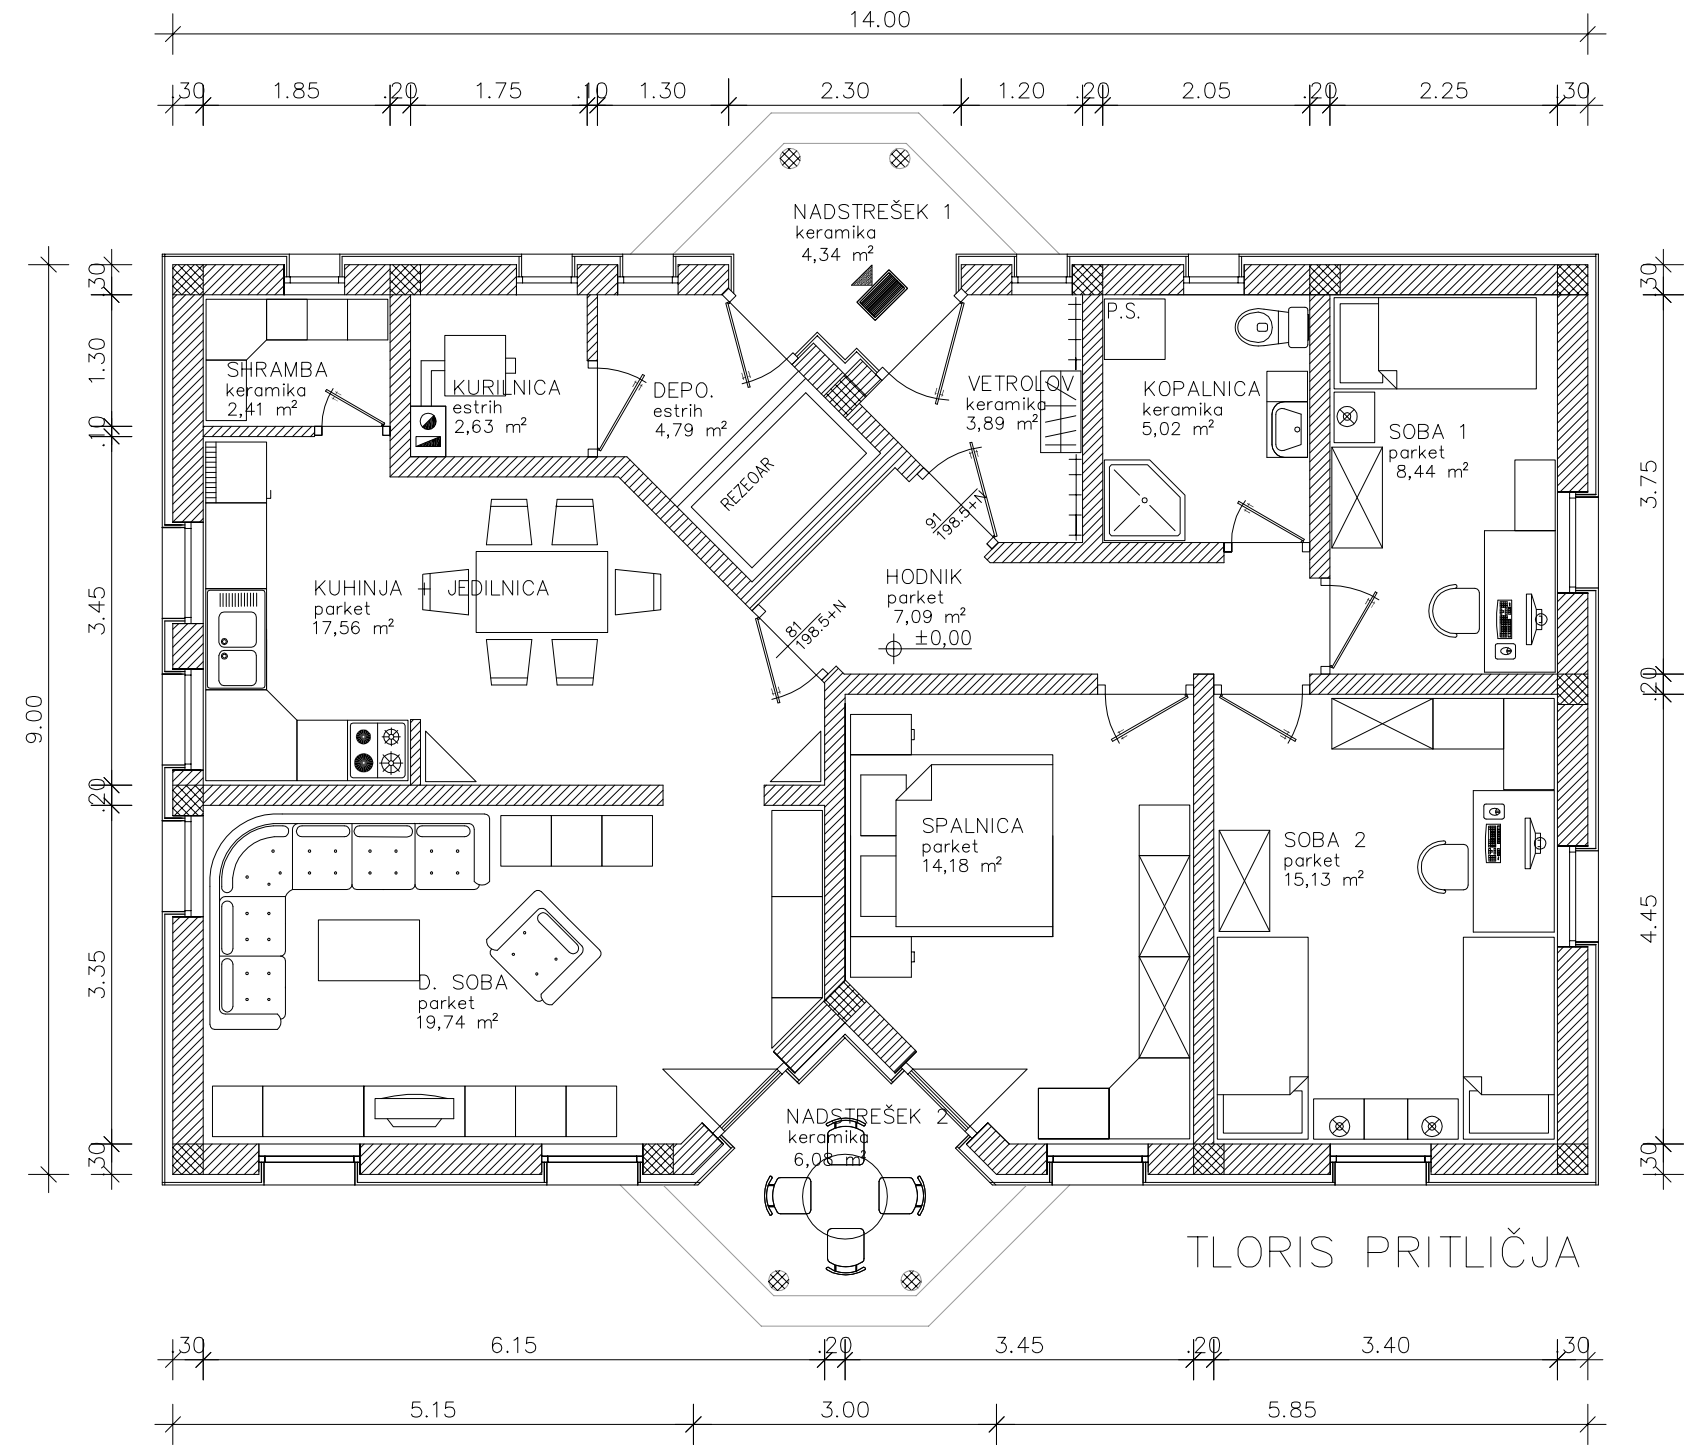 14.00
.30 1.85 .20 1.75 .10 1.30 2.30 1.20 .20 2.05 .20 2.25 .30
NADSTREŠEK 1
keramika
4,34 m²
P.S.
SHRAMBA
keramika
2,41 m²
KURILNICA
estrih
2,63 m²
DEPO.
estrih
4,79 m²
VETROLOV
keramika
3,89 m²
KOPALNICA
keramika
5,02 m²
SOBA 1
parket
8,44 m²
REZEOAR
91
198.5+N
KUHINJA + JEDILNICA
parket
17,56 m²
HODNIK
parket
7,09 m²
±0,00
81
198.5+N
SPALNICA
parket
14,18 m²
SOBA 2
parket
15,13 m²
D. SOBA
parket
19,74 m²
NADSTREŠEK 2
keramika
6,08 m²
9.00
.30
1.30
.10
3.45
.20
3.35
.30
.30
3.75
.20
4.45
.30
TLORIS PRITLIČJA
.30 6.15 .20 3.45 .20 3.40 .30
5.15 3.00 5.85